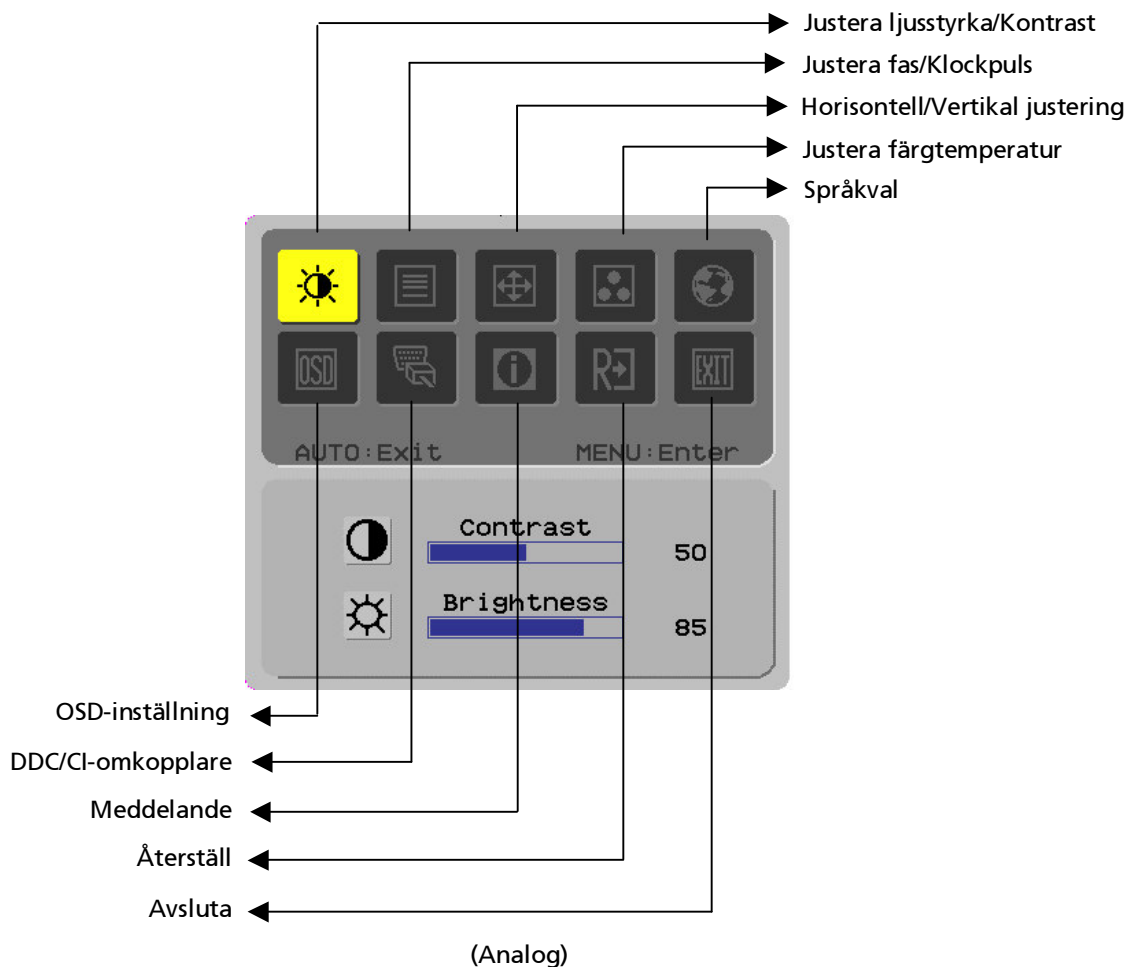 Justera ljusstyrka/Kontrast
Justera fas/Klockpuls
Horisontell/Vertikal justering
Justera färgtemperatur
Språkval
OSD
i
R
EXIT
AUTO:Exit
MENU:Enter
Contrast
50
Brightness
85
OSD-inställning
DDC/CI-omkopplare
Meddelande
Återställ
Avsluta
(Analog)